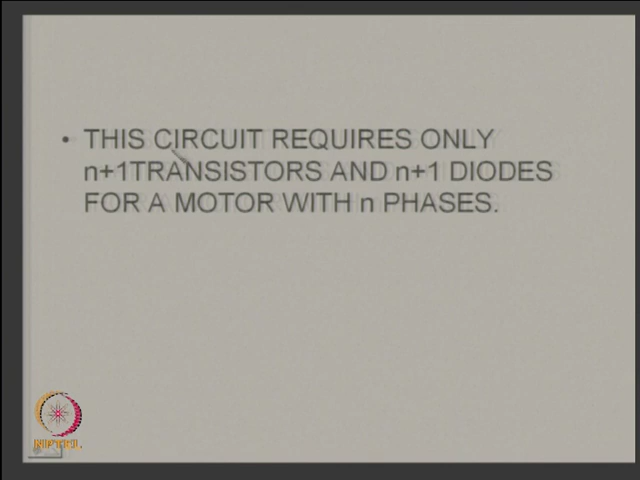 • THIS CIRCUIT REQUIRES ONLY
n+1TRANSISTORS AND n+1 DIODES
FOR A MOTOR WITH n PHASES.
NPTEL